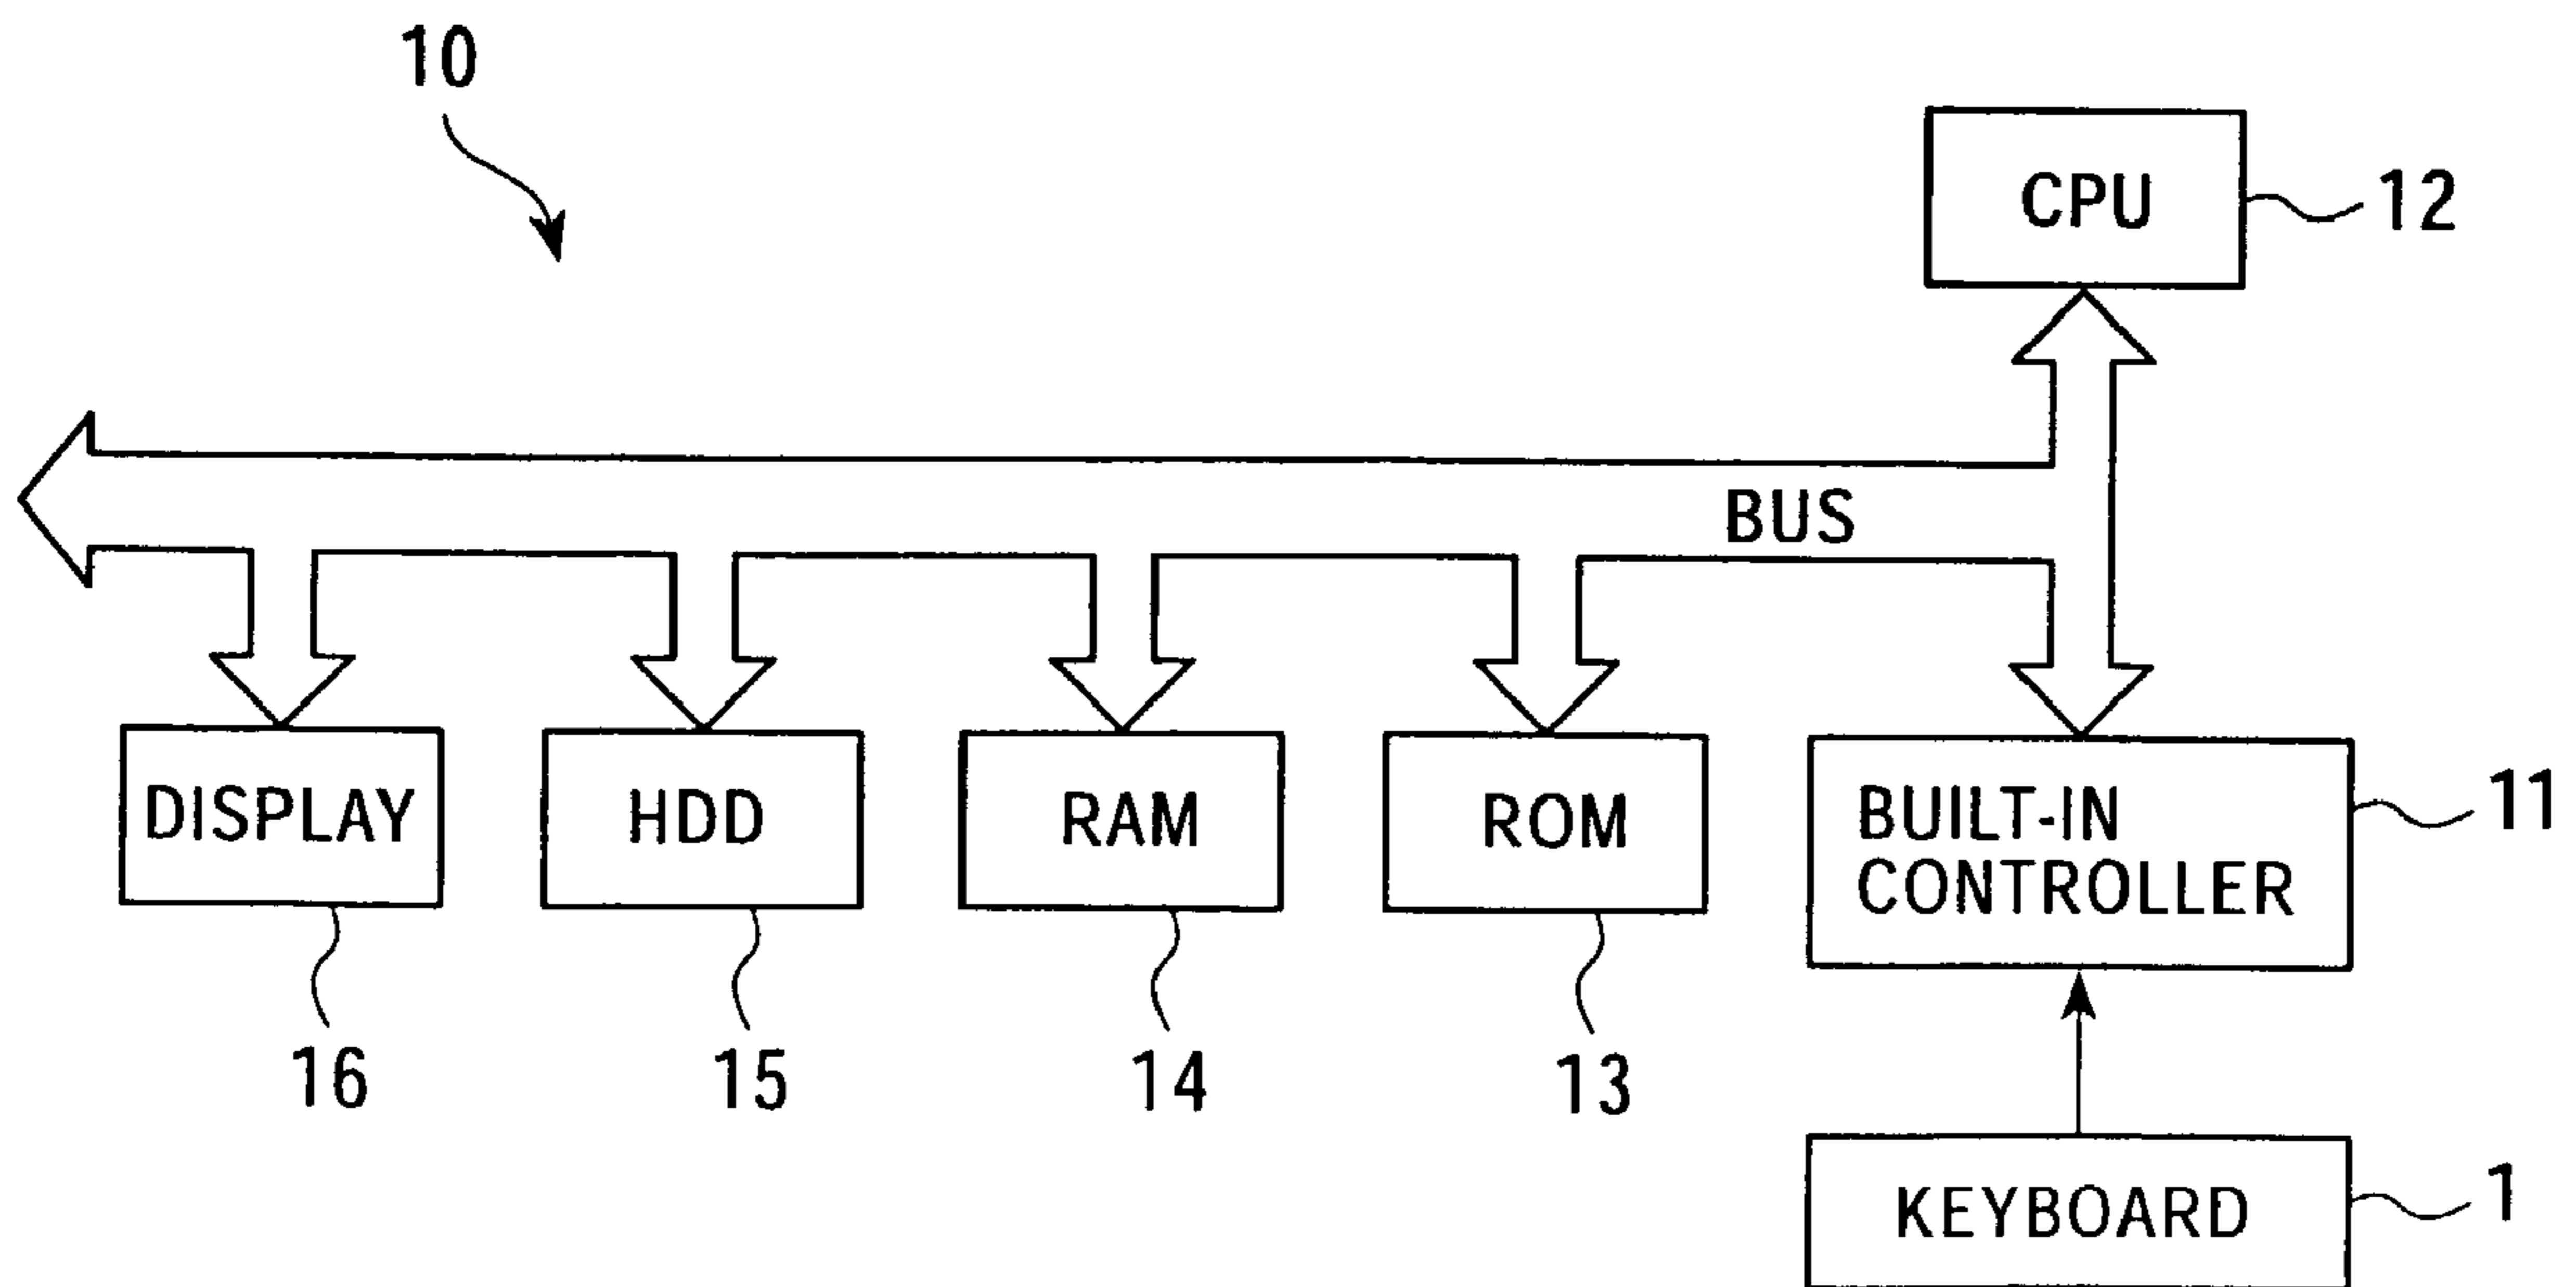 10
CPU
12
BUS
DISPLAY
HDD
RAM
ROM
BUILT-IN
CONTROLLER
11
16
15
14
13
KEYBOARD
1